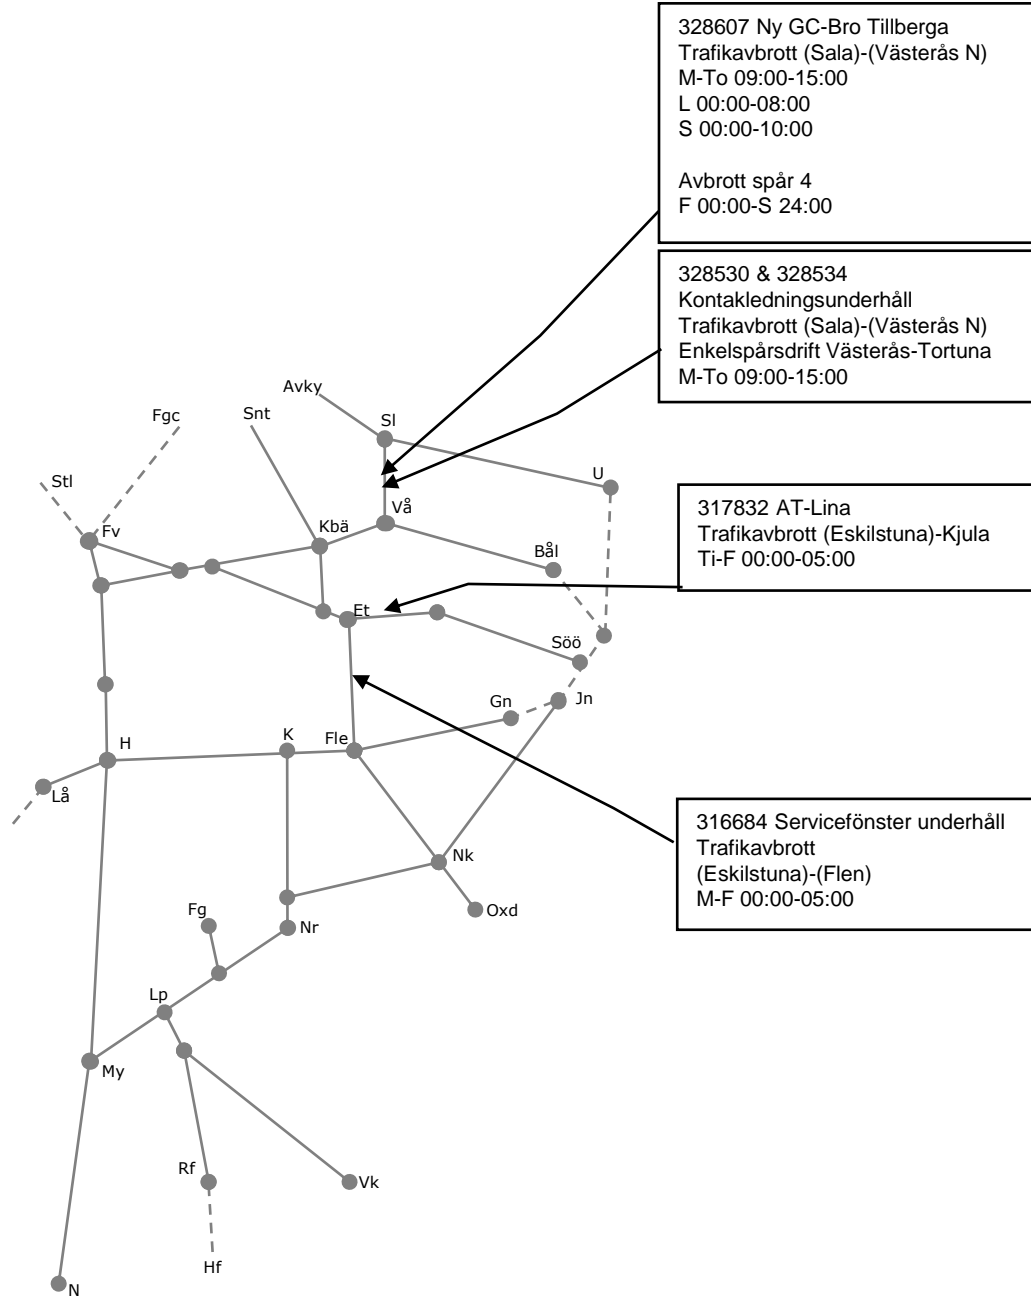 328607 Ny GC-Bro Tillberga
Trafikavbrott (Sala)-(Västerås N)
M-To 09:00-15:00
L 00:00-08:00
S 00:00-10:00
Avbrott spår 4
F 00:00-S 24:00
328530 & 328534
Kontakledningsunderhåll
Trafikavbrott (Sala)-(Västerås N)
Enkelspårsdrift Västerås-Tortuna
M-To 09:00-15:00
Avky
Fgc
Snt
Sl
Stl
U
Fv
Kbä
Vå
Bål
317832 AT-Lina
Trafikavbrott (Eskilstuna)-Kjula
Ti-F 00:00-05:00
Et
Söö
Gn
Jn
H
K
Fle
Lå
316684 Servicefönster underhåll
Trafikavbrott
(Eskilstuna)-(Flen)
M-F 00:00-05:00
Nk
Fg
Oxd
Nr
Lp
My
Rf
Vk
Hf
N